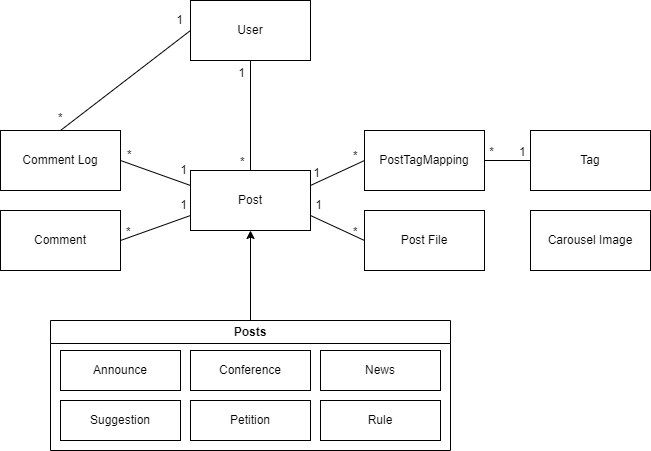 User
1
1
*
*
Comment Log
*
1
*
1
*
PostTagMapping
*
1
Tag
Post
Comment
*
1
1
*
Post File
Carousel Image
Posts
Announce
Conference
News
Suggestion
Petition
Rule